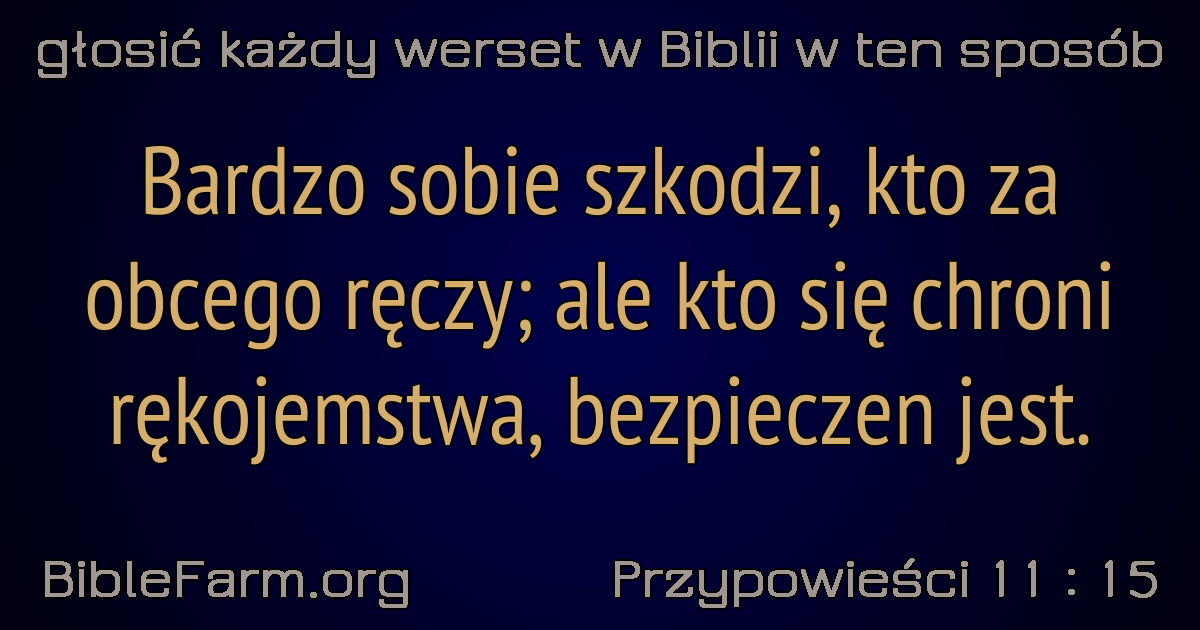 głosić każdy werset w Biblii w ten sposób
Bardzo sobie szkodzi, kto za
obcego ręczy; ale kto się chroni
rękojemstwa, bezpieczen jest.
BibleFarm.org
Przypowieści 11 : 15